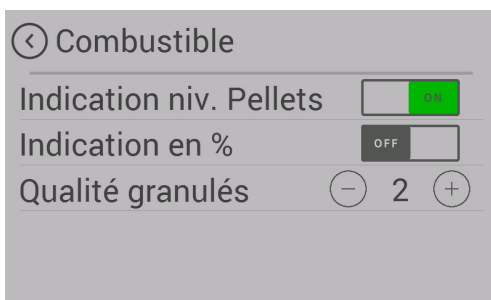 Combustible
Indication niv. Pellets ON
Indication en % OFF
Qualité granulés − 2 +